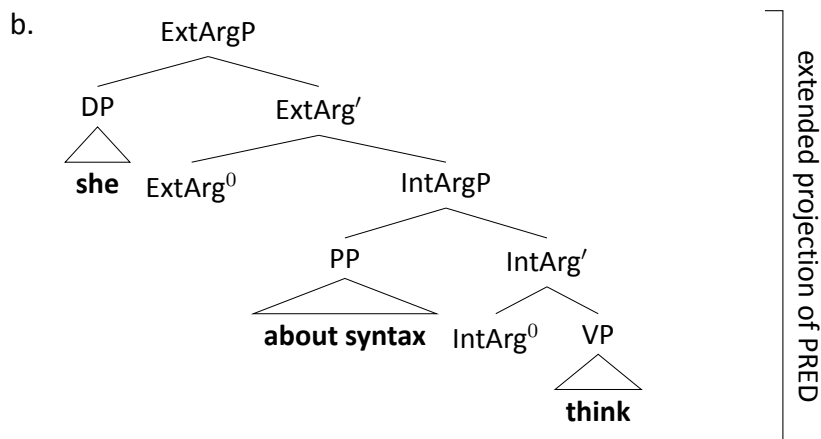 b.
ExtArgP
DP ExtArg′
she ExtArg⁰ IntArgP
PP IntArg′
about syntax IntArg⁰ VP
think
extended projection of PRED